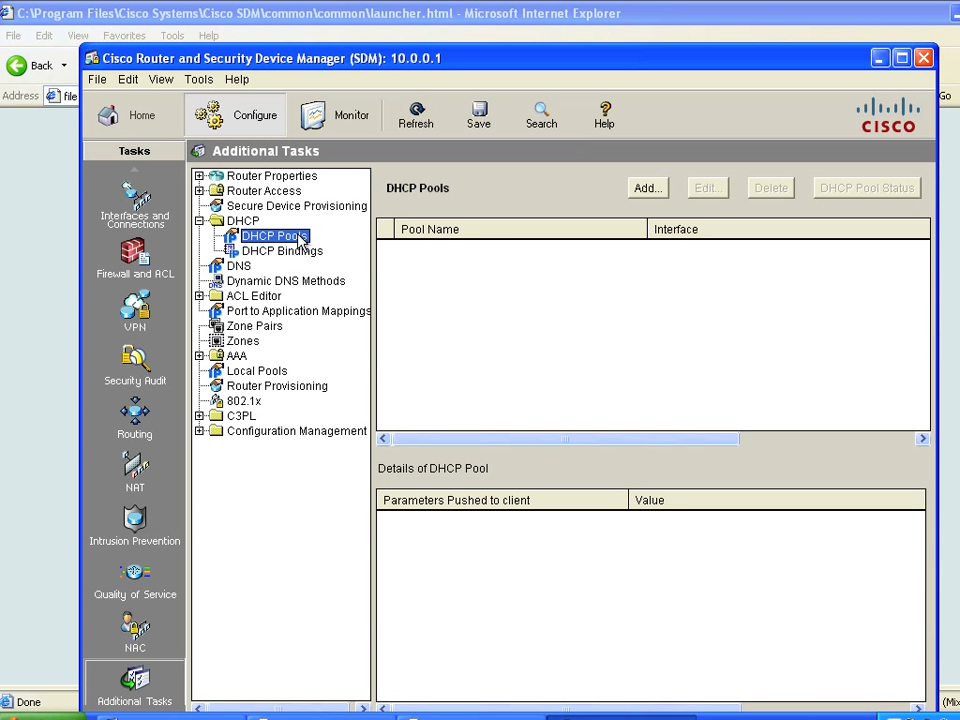 C:\Program Files\Cisco Systems\Cisco SDM\common\common\launcher.html - Microsoft Internet Explorer
File Edit View Favorites Tools Help
Back
Address file
Go
Cisco Router and Security Device Manager (SDM): 10.0.0.1
File Edit View Tools Help
Home Configure Monitor Refresh Save Search Help
CISCO
Tasks
Additional Tasks
Interfaces and
Connections
Firewall and ACL
VPN
Security Audit
Routing
NAT
Intrusion Prevention
Quality of Service
NAC
Additional Tasks
Router Properties
Router Access
Secure Device Provisioning
DHCP
DHCP Pools
DHCP Bindings
DNS
Dynamic DNS Methods
ACL Editor
Port to Application Mappings
Zone Pairs
Zones
AAA
Local Pools
Router Provisioning
802.1x
C3PL
Configuration Management
DHCP Pools Add... Edit... Delete DHCP Pool Status
Pool Name Interface
Details of DHCP Pool
Parameters Pushed to client Value
Done
(Mix